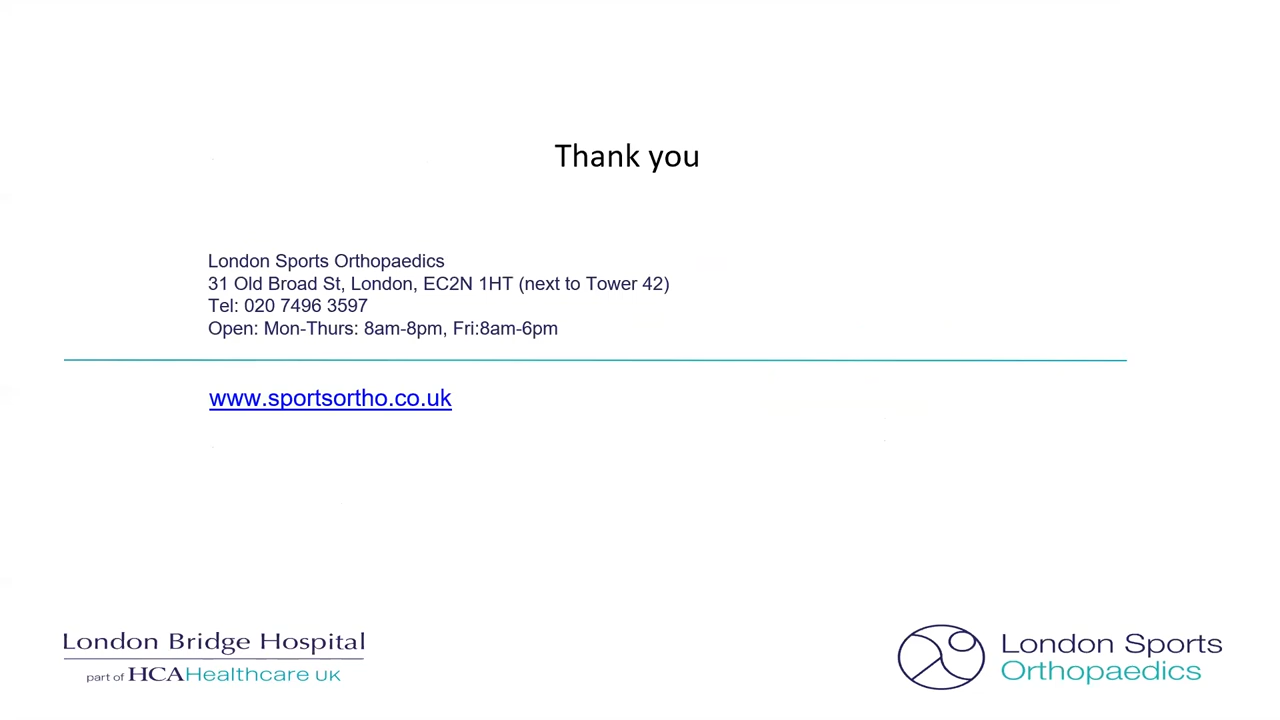 Thank you
London Sports Orthopaedics
31 Old Broad St, London, EC2N 1HT (next to Tower 42)
Tel: 020 7496 3597
Open: Mon-Thurs: 8am-8pm, Fri:8am-6pm
www.sportsortho.co.uk
London Bridge Hospital
part of HCAHealthcare UK
London Sports
Orthopaedics